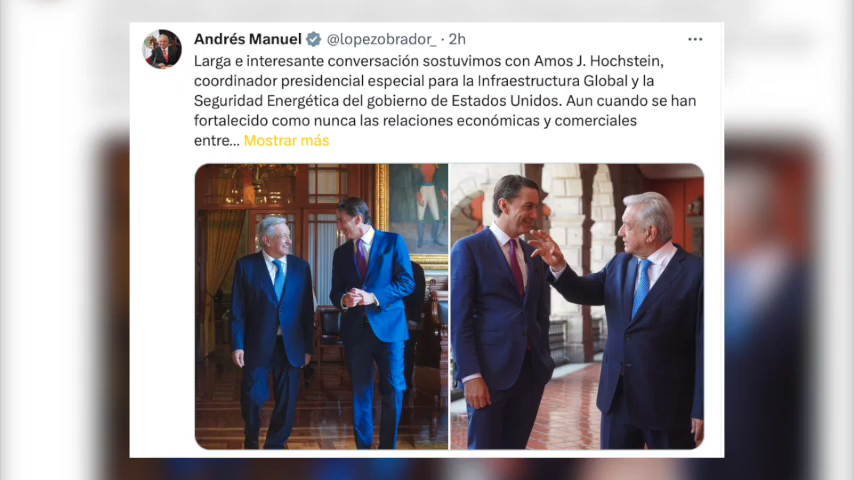 Andrés Manuel @lopezobrador_ · 2h
Larga e interesante conversación sostuvimos con Amos J. Hochstein,
coordinador presidencial especial para la Infraestructura Global y la
Seguridad Energética del gobierno de Estados Unidos. Aun cuando se han
fortalecido como nunca las relaciones económicas y comerciales
entre... Mostrar más